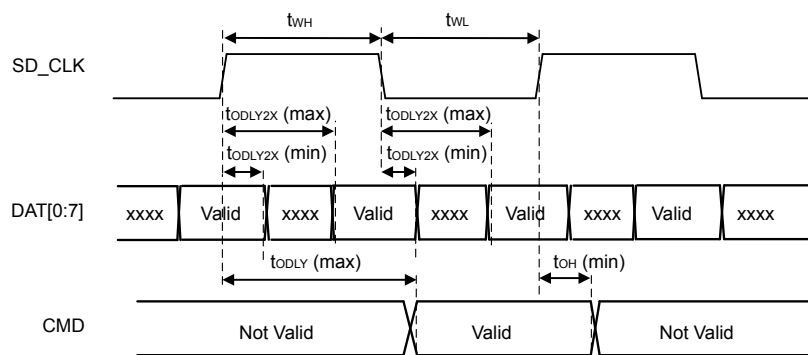 tWH tWL
SD_CLK
tODLY2X (max) tODLY2X (max)
tODLY2X (min) tODLY2X (min)
DAT[0:7] xxxx Valid xxxx Valid xxxx Valid xxxx Valid xxxx
tODLY (max) tOH (min)
CMD Not Valid Valid Not Valid